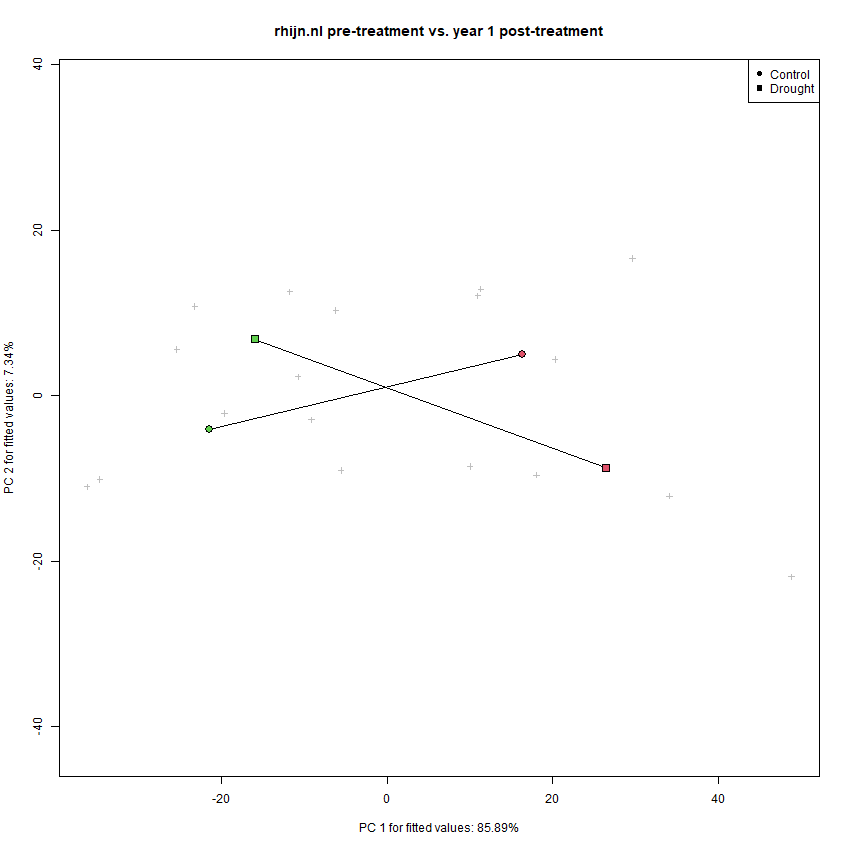 rhijn.nl pre-treatment vs. year 1 post-treatment
Control
Drought
40
20
0
-20
-40
PC 2 for fitted values: 7.34%
-20
0
20
40
PC 1 for fitted values: 85.89%